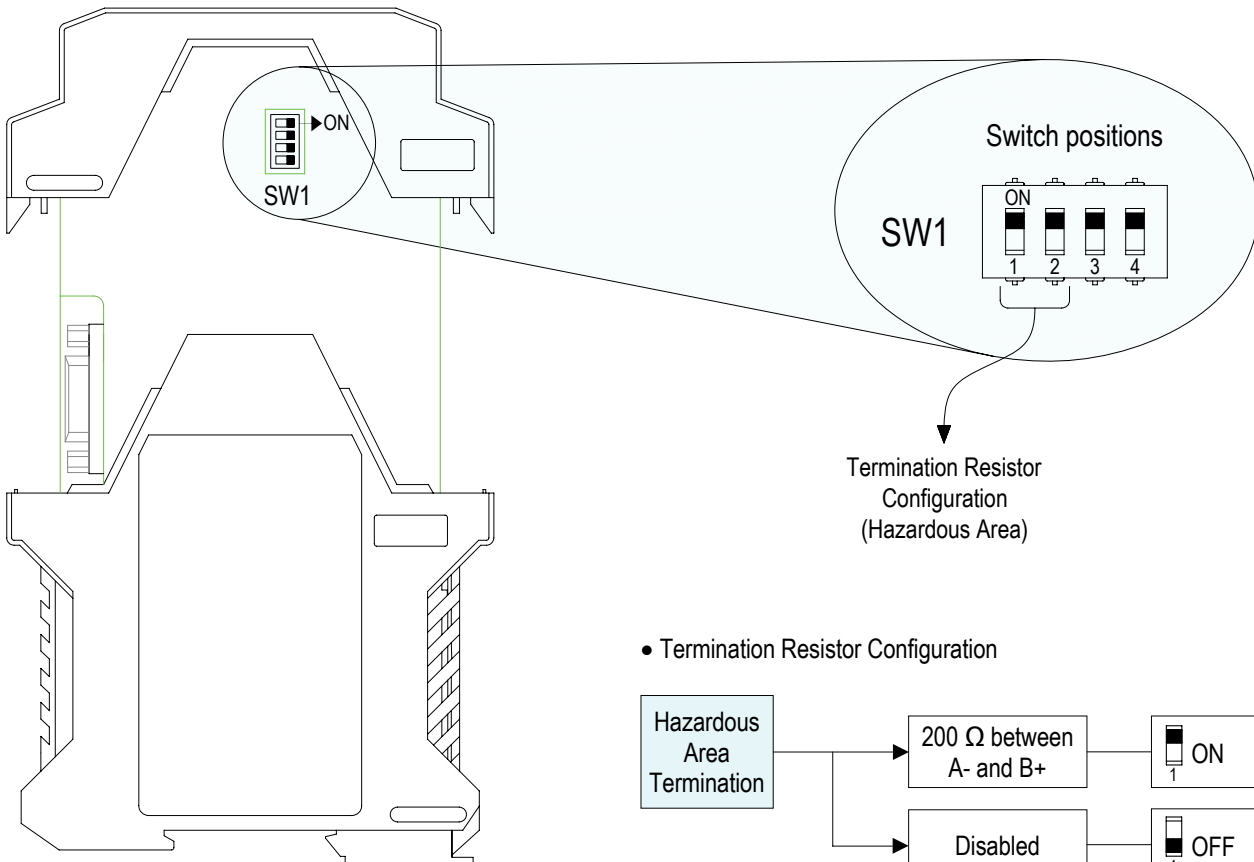 ON
SW1
Switch positions
SW1
ON
1 2 3 4
Termination Resistor
Configuration
(Hazardous Area)
• Termination Resistor Configuration
Hazardous
Area
Termination
200 Ω between
A- and B+
1
ON
Disabled
OFF